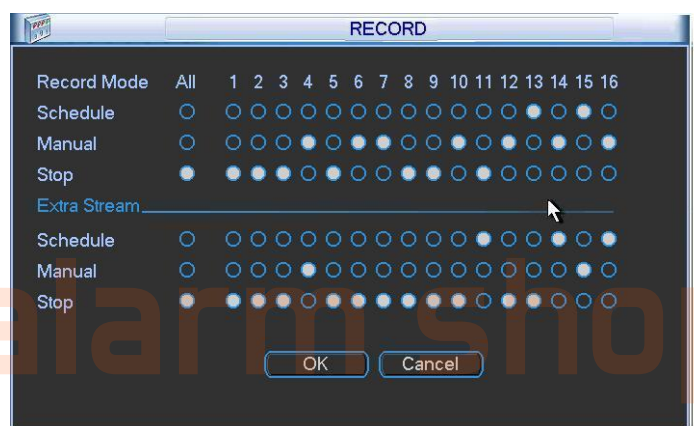 RECORD
Record Mode All 1 2 3 4 5 6 7 8 9 10 11 12 13 14 15 16
Schedule
Manual
Stop
Extra Stream
Schedule
Manual
Stop
alarm shop
OK Cancel